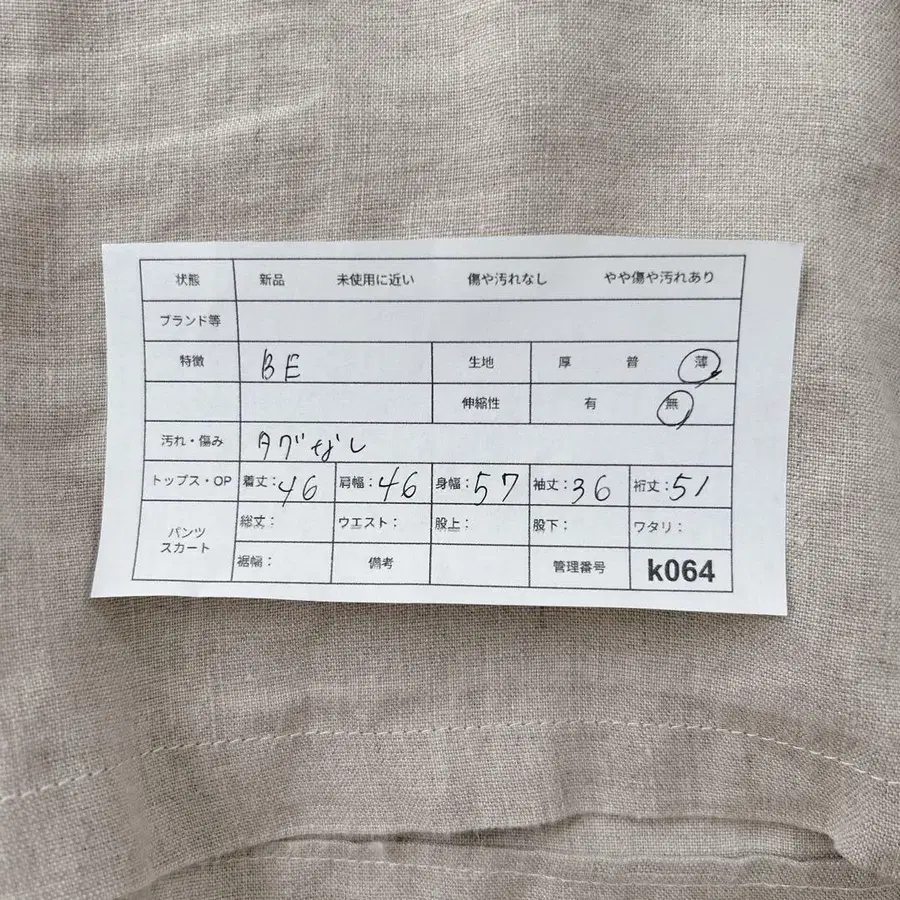 状態 新品 未使用に近い 傷や汚れなし やや傷や汚れあり
ブランド等
特徴 BE 生地 厚 普 薄
伸縮性 有 無
汚れ・傷み タグなし
トップス・OP 着丈:46 肩幅:46 身幅:57 袖丈:36 裄丈:51
パンツ スカート 総丈: ウエスト: 股上: 股下: ワタリ:
裾幅: 備考 管理番号 k064